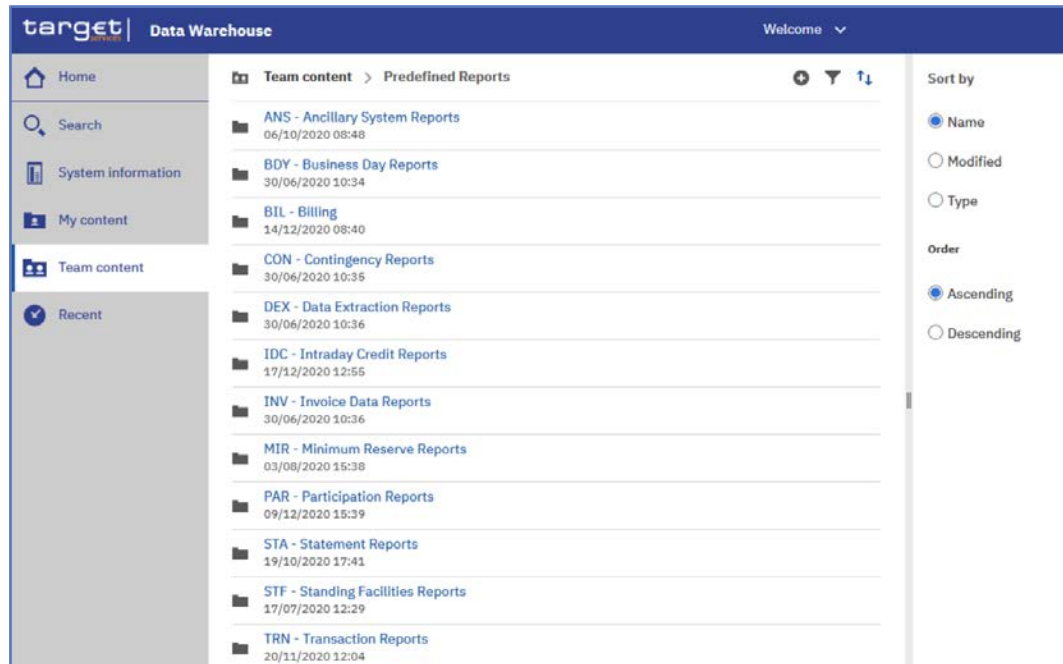 target| Data Warehouse
SERVICES
Welcome
Home
Search
System information
My content
Team content
Recent
Team content > Predefined Reports
ANS - Ancillary System Reports
06/10/2020 08:48
BDY - Business Day Reports
30/06/2020 10:34
BIL - Billing
14/12/2020 08:40
CON - Contingency Reports
30/06/2020 10:35
DEX - Data Extraction Reports
30/06/2020 10:36
IDC - Intraday Credit Reports
17/12/2020 12:55
INV - Invoice Data Reports
30/06/2020 10:36
MIR - Minimum Reserve Reports
03/08/2020 15:38
PAR - Participation Reports
09/12/2020 15:39
STA - Statement Reports
19/10/2020 17:41
STF - Standing Facilities Reports
17/07/2020 12:29
TRN - Transaction Reports
20/11/2020 12:04
Sort by
Name
Modified
Type
Order
Ascending
Descending